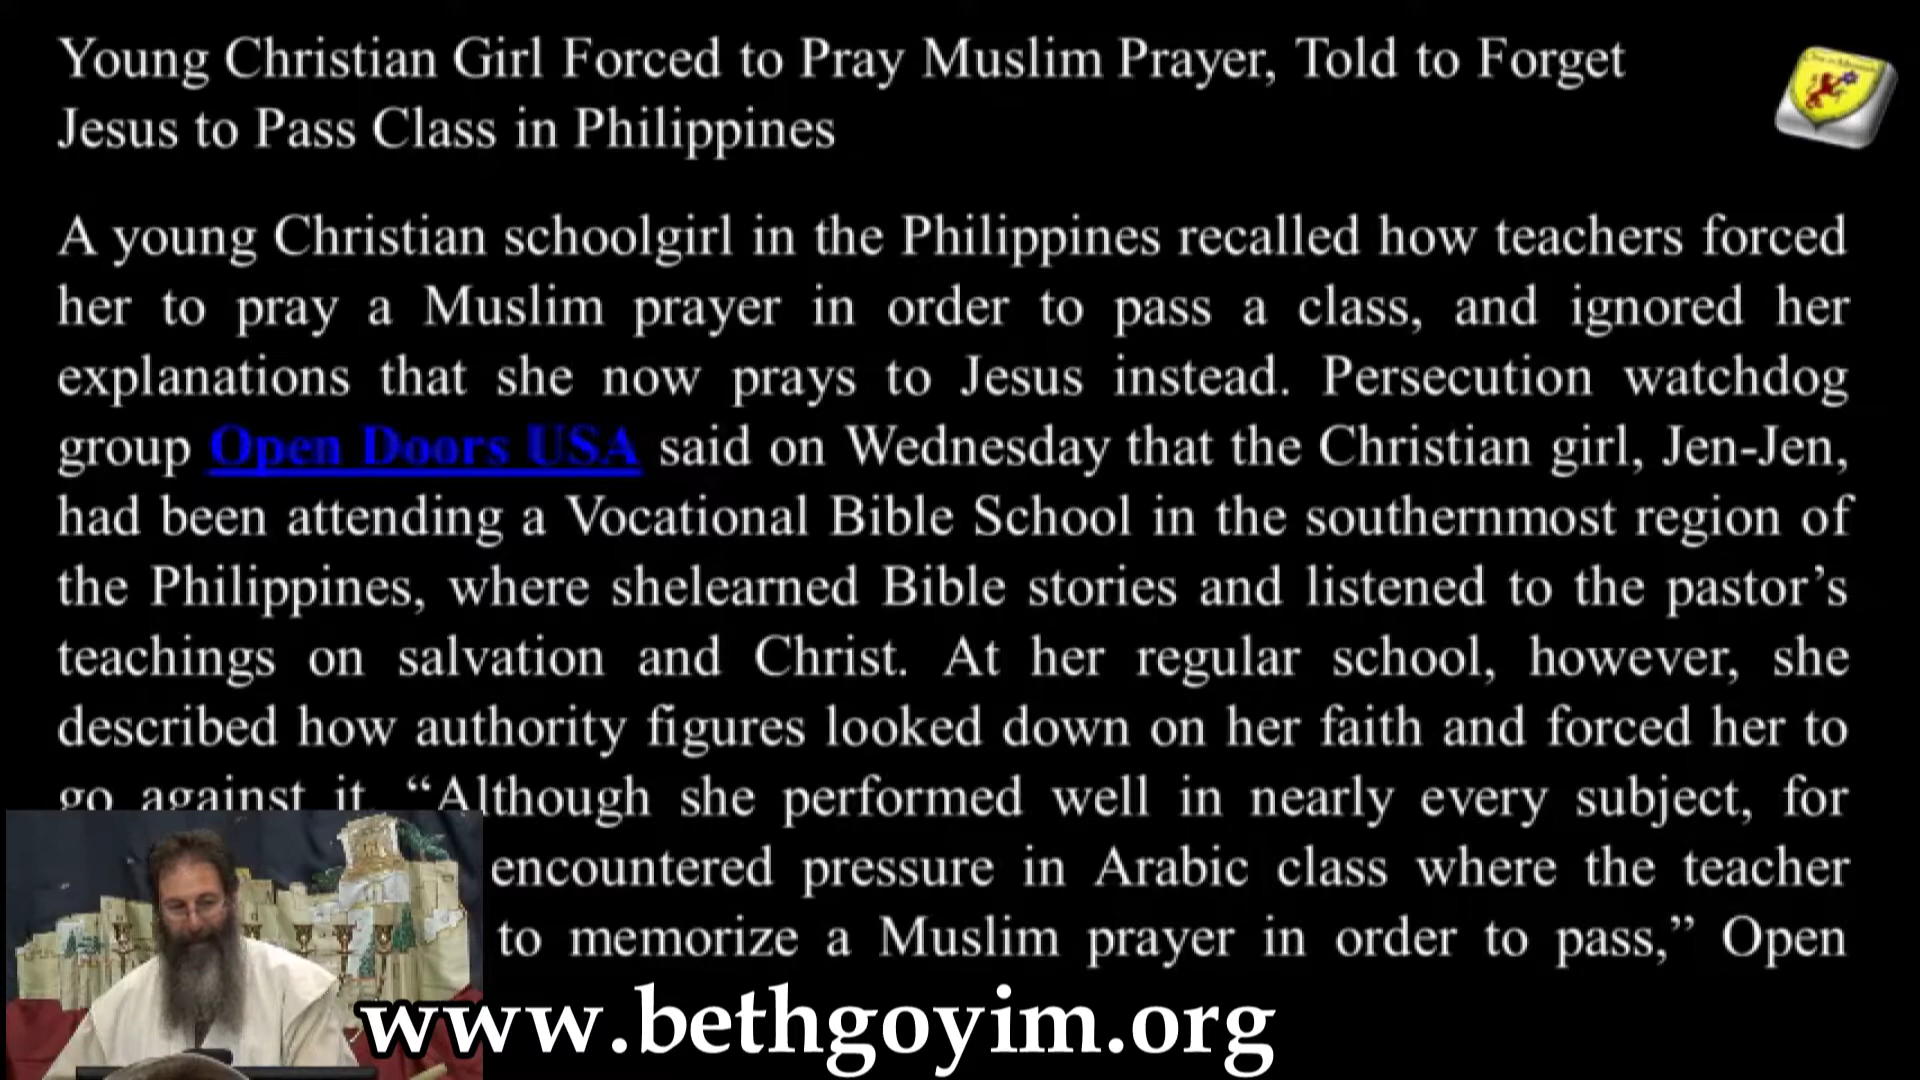 Young Christian Girl Forced to Pray Muslim Prayer, Told to Forget
Jesus to Pass Class in Philippines
A young Christian schoolgirl in the Philippines recalled how teachers forced
her to pray a Muslim prayer in order to pass a class, and ignored her
explanations that she now prays to Jesus instead. Persecution watchdog
group Open Doors USA said on Wednesday that the Christian girl, Jen-Jen,
had been attending a Vocational Bible School in the southernmost region of
the Philippines, where shelearned Bible stories and listened to the pastor’s
teachings on salvation and Christ. At her regular school, however, she
described how authority figures looked down on her faith and forced her to
go against it. “Although she performed well in nearly every subject, for
encountered pressure in Arabic class where the teacher
to memorize a Muslim prayer in order to pass,” Open
www.bethgoyim.org